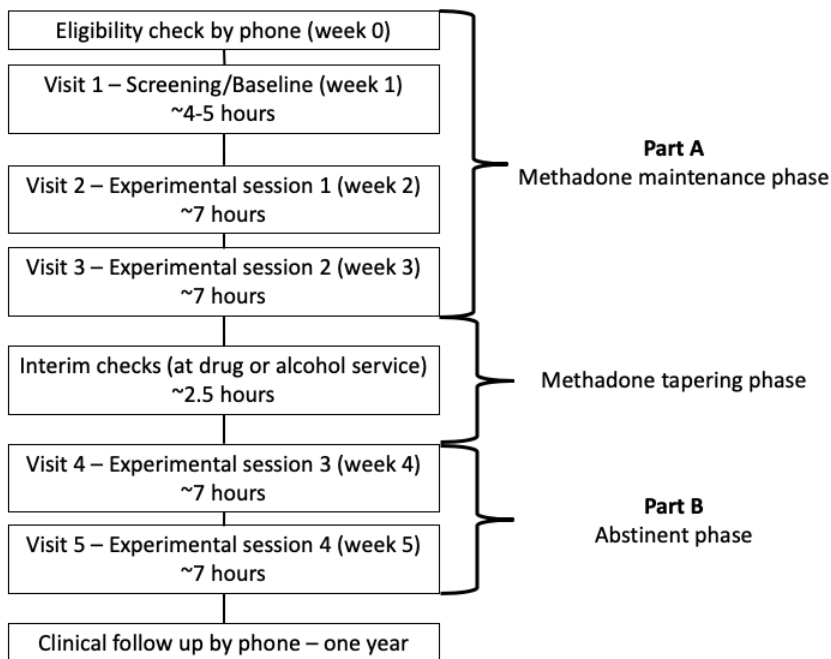 Eligibility check by phone (week 0)
Visit 1 – Screening/Baseline (week 1)
~4-5 hours
Visit 2 – Experimental session 1 (week 2)
~7 hours
Visit 3 – Experimental session 2 (week 3)
~7 hours
Part A
Methadone maintenance phase
Interim checks (at drug or alcohol service)
~2.5 hours
Methadone tapering phase
Visit 4 – Experimental session 3 (week 4)
~7 hours
Visit 5 – Experimental session 4 (week 5)
~7 hours
Part B
Abstinent phase
Clinical follow up by phone – one year